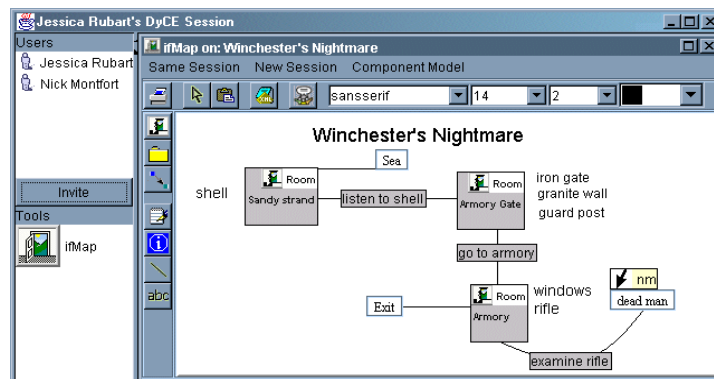 Jessica Rubart's DyCE Session
Users
Jessica Rubart
Nick Montfort
Invite
Tools
ifMap
ifMap on: Winchester's Nightmare
Same Session New Session Component Model
sansserif 14 2
abc
Winchester's Nightmare
Sea
shell
Room
Sandy strand
listen to shell
Room
Armory Gate
iron gate
granite wall
guard post
go to armory
Exit
Room
Armory
windows
rifle
nm
dead man
examine rifle